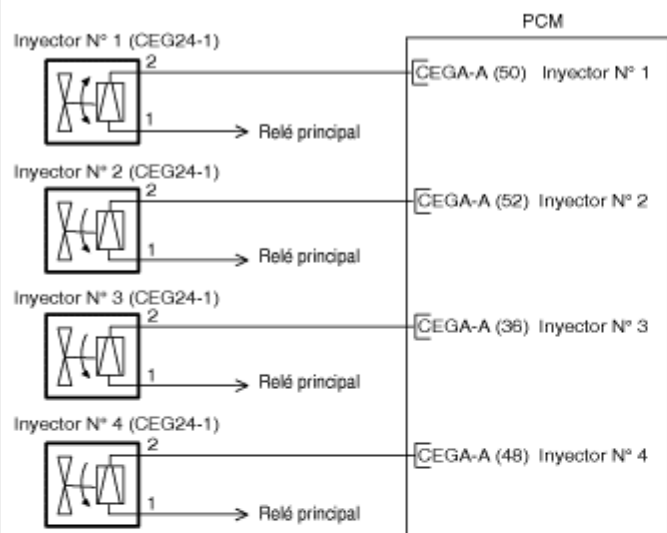 PCM
Inyector N° 1 (CEG24-1)
2
CEGA-A (50) Inyector N° 1
1
Relé principal
Inyector N° 2 (CEG24-1)
2
CEGA-A (52) Inyector N° 2
1
Relé principal
Inyector N° 3 (CEG24-1)
2
CEGA-A (36) Inyector N° 3
1
Relé principal
Inyector N° 4 (CEG24-1)
2
CEGA-A (48) Inyector N° 4
1
Relé principal